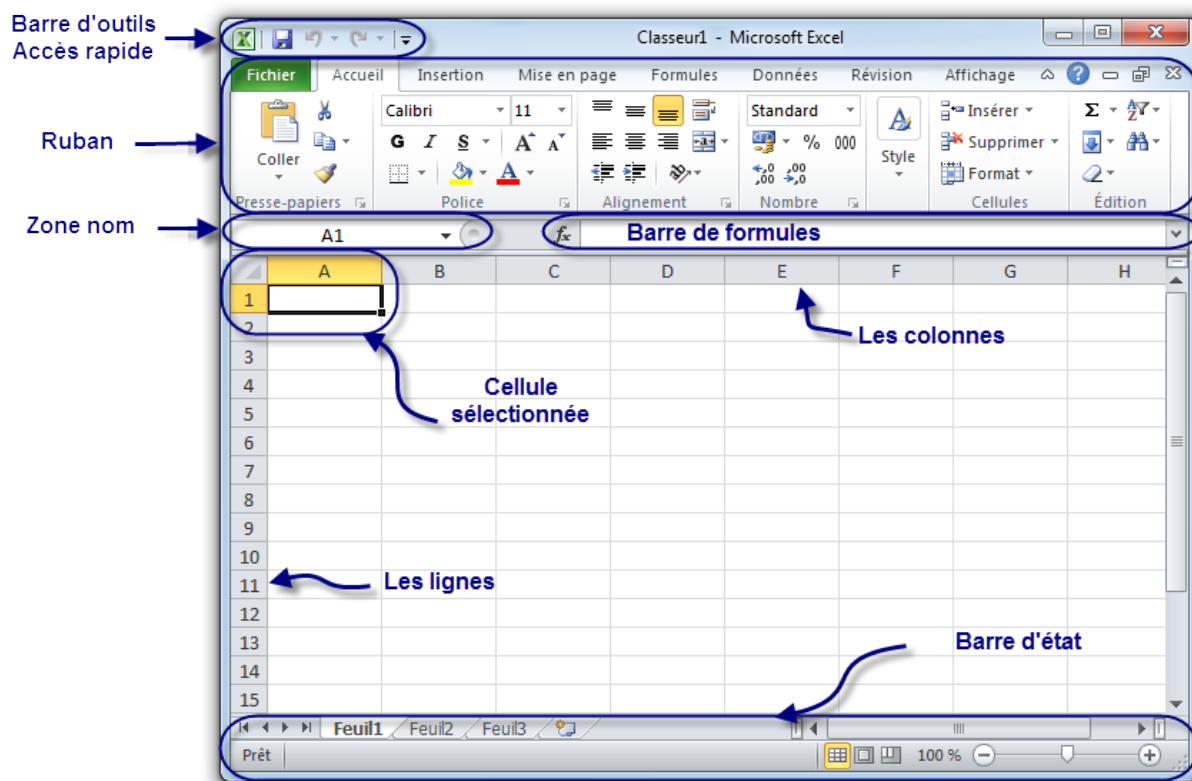 Barre d'outils
Accès rapide
Classeur1 - Microsoft Excel
Fichier Accueil Insertion Mise en page Formules Données Révision Affichage
Ruban
Coller
Calibri 11
G I S A A
A
Standard
% 000
,00 ,0
Style
Insérer
Supprimer
Format
Σ
Presse-papiers Police Alignement Nombre Cellules Édition
Zone nom
A1 fx Barre de formules
A B C D E F G H
1
2
Les colonnes
3
4
Cellule
sélectionnée
5
6
7
8
9
10
11
Les lignes
12
13
Barre d'état
14
15
Feuil1 Feuil2 Feuil3
Prêt 100 %